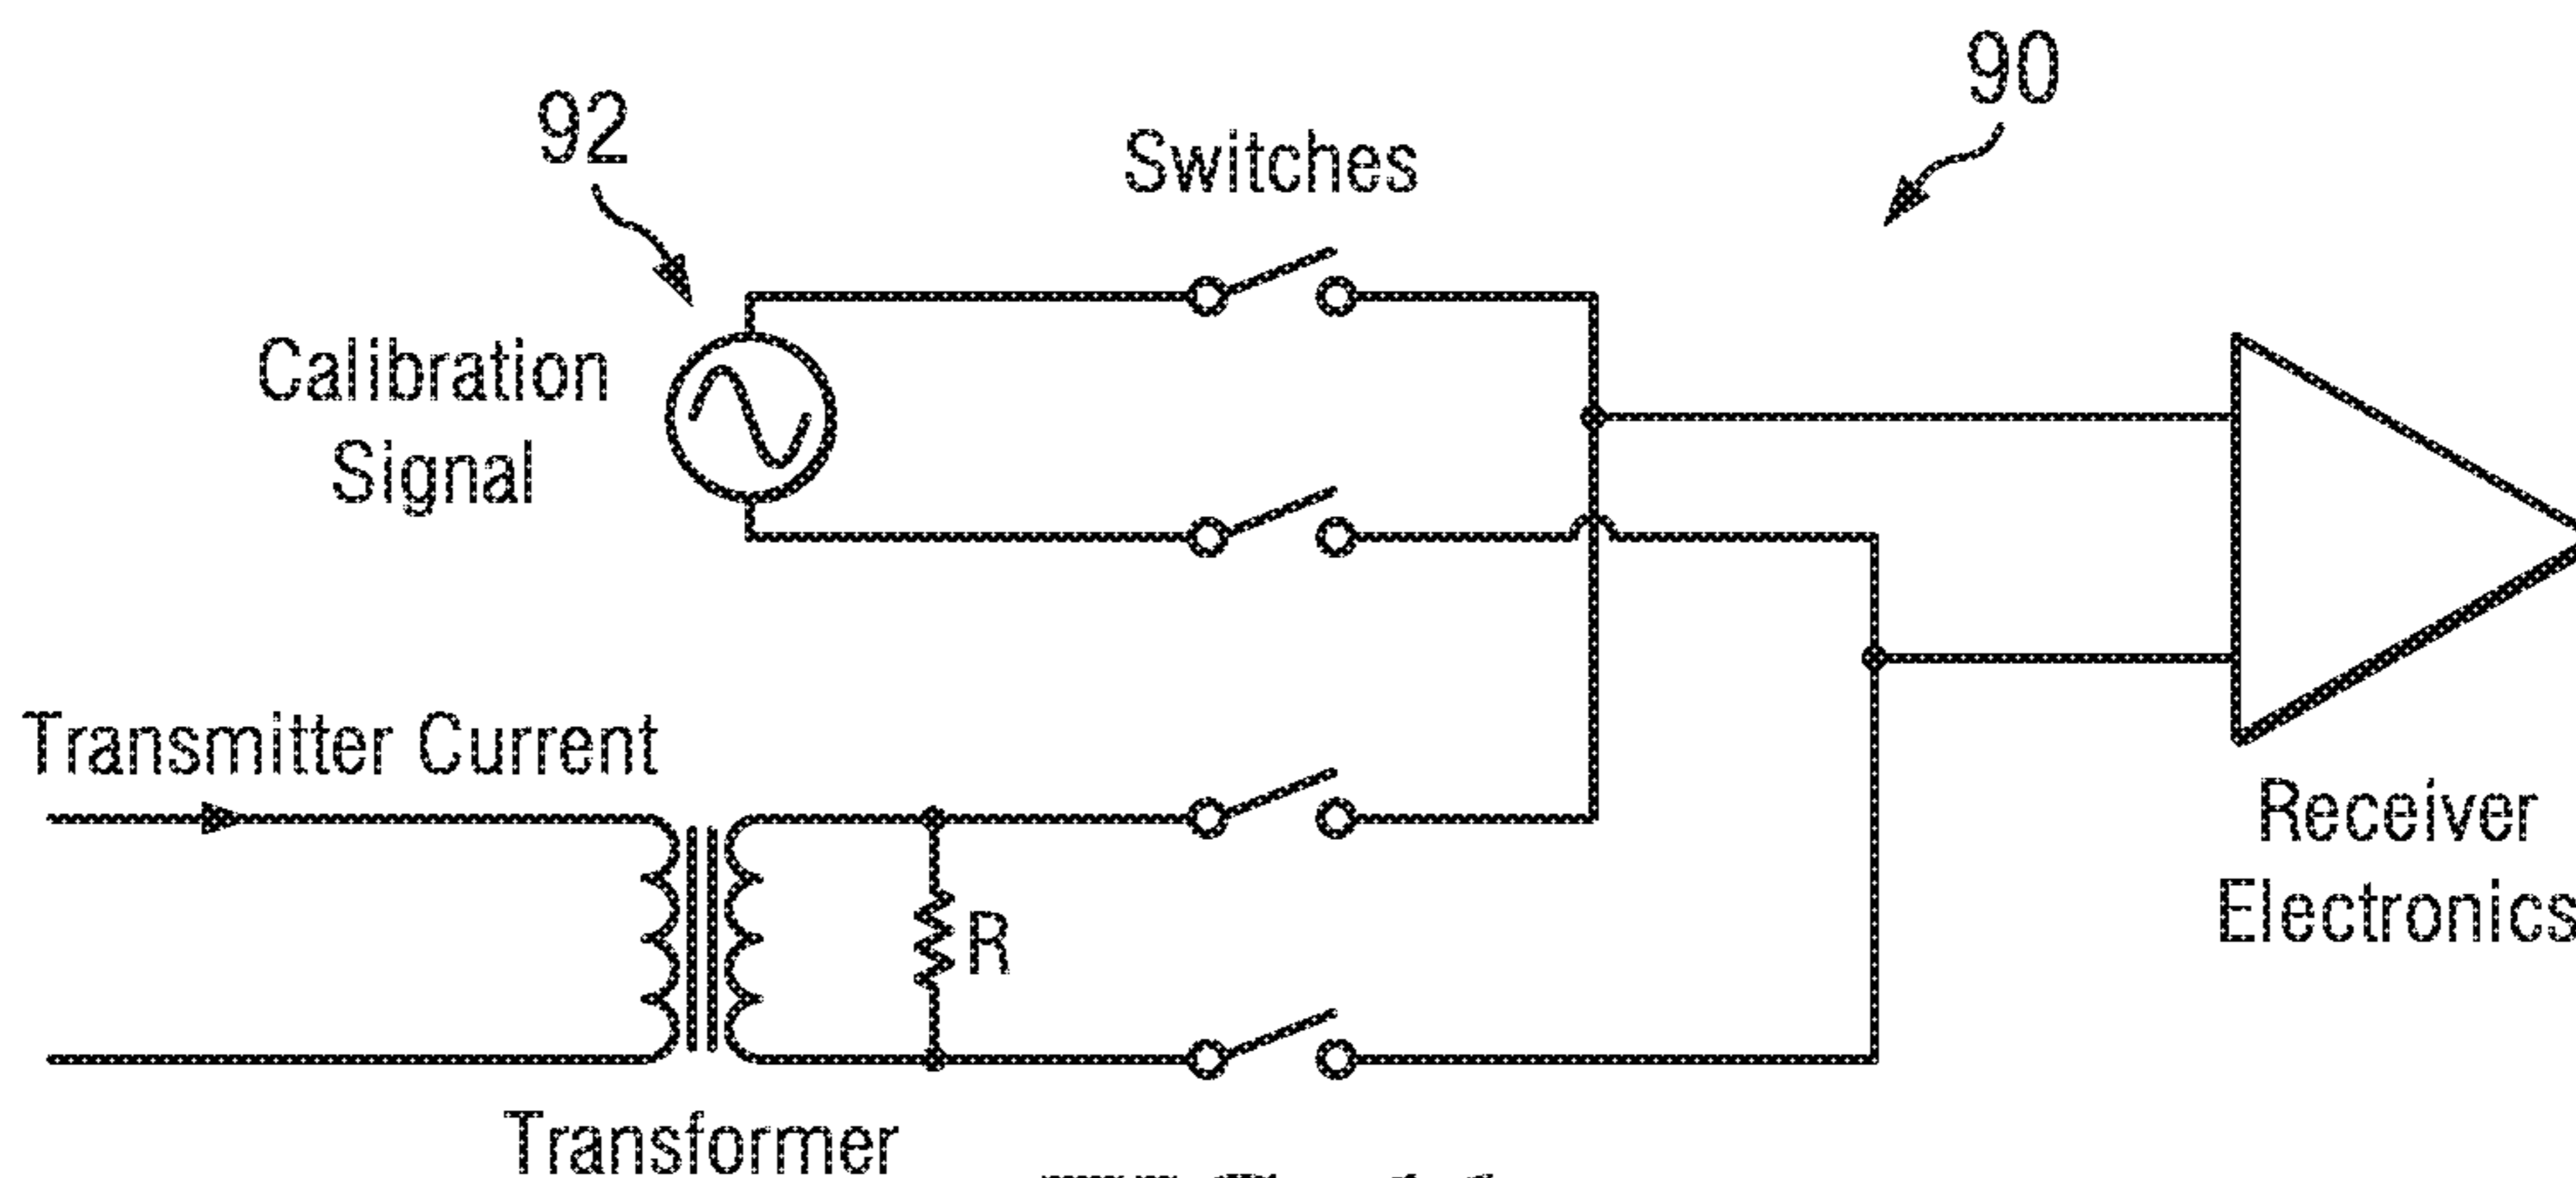 90
92
Switches
Calibration
Signal
Transmitter Current
R
Receiver
Electronics
Transformer